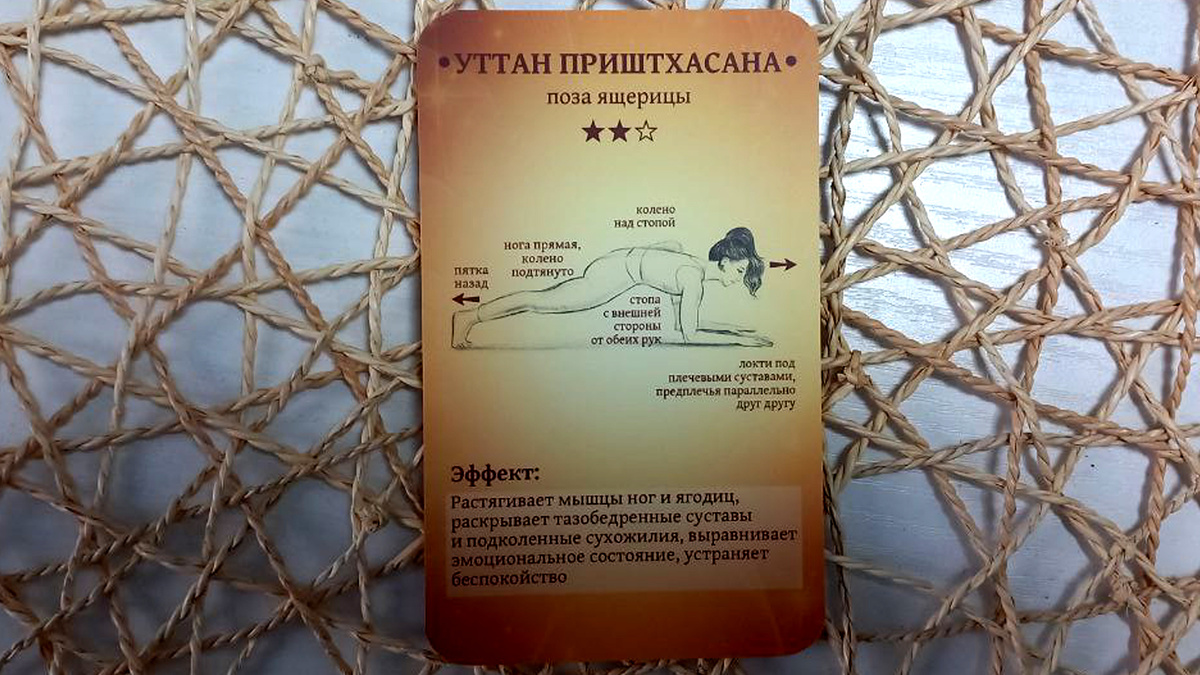 •УТТАН ПРИШТХАСАНА•
поза ящерицы
колено
над стопой
нога прямая,
колено
подтянуто
пятка
назад
стопа
с внешней
стороны
от обеих рук
локти под
плечевыми суставами,
предплечья параллельно
друг другу
Эффект:
Растягивает мышцы ног и ягодиц,
раскрывает тазобедренные суставы
и подколенные сухожилия, выравнивает
эмоциональное состояние, устраняет
беспокойство